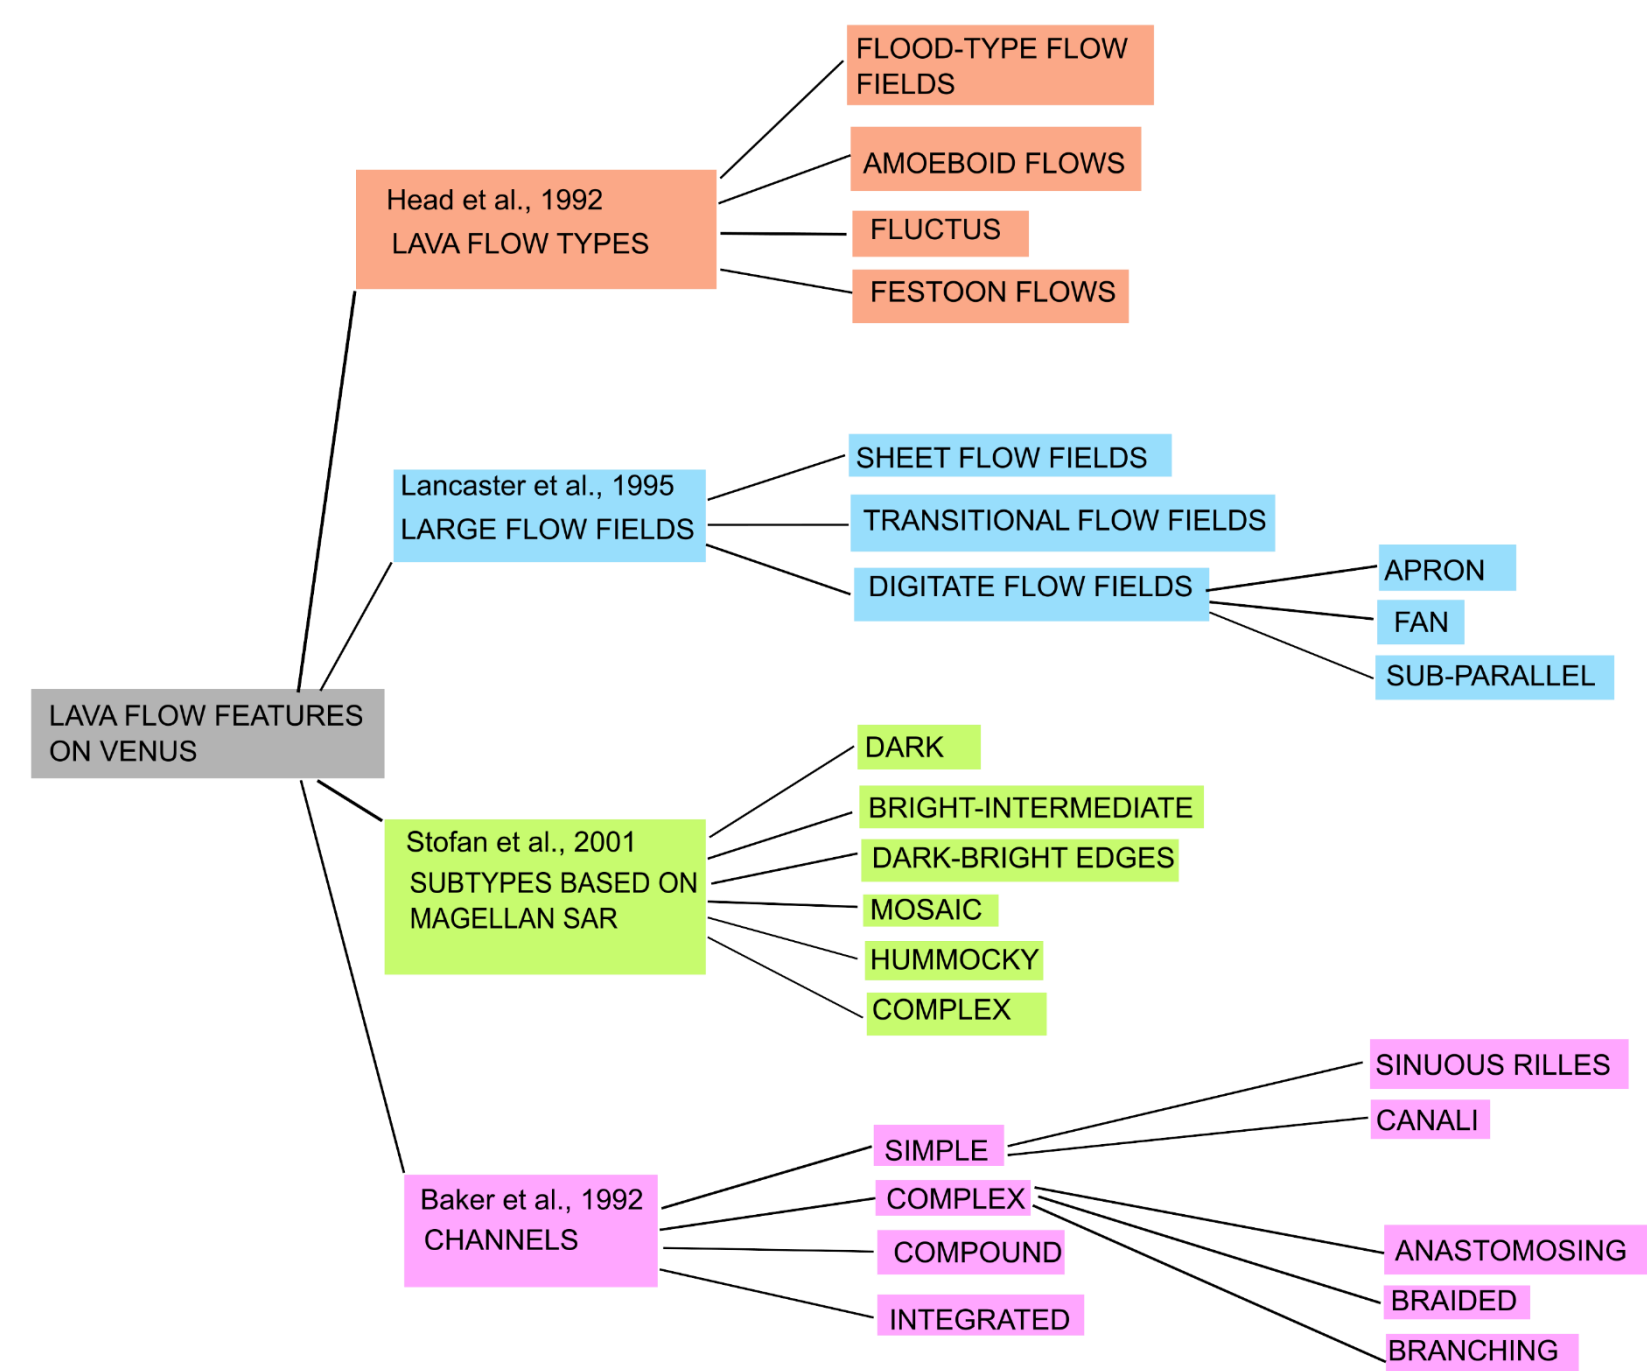 LAVA FLOW FEATURES
ON VENUS
Head et al., 1992
LAVA FLOW TYPES
FLOOD-TYPE FLOW
FIELDS
AMOEBOID FLOWS
FLUCTUS
FESTOON FLOWS
Lancaster et al., 1995
LARGE FLOW FIELDS
SHEET FLOW FIELDS
TRANSITIONAL FLOW FIELDS
DIGITATE FLOW FIELDS
APRON
FAN
SUB-PARALLEL
Stofan et al., 2001
SUBTYPES BASED ON
MAGELLAN SAR
DARK
BRIGHT-INTERMEDIATE
DARK-BRIGHT EDGES
MOSAIC
HUMMOCKY
COMPLEX
Baker et al., 1992
CHANNELS
SIMPLE
SINUOUS RILLES
CANALI
COMPLEX
ANASTOMOSING
BRAIDED
BRANCHING
COMPOUND
INTEGRATED